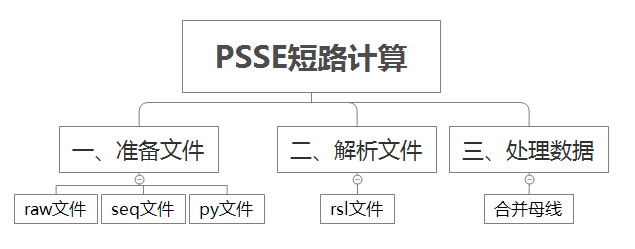 PSSE短路计算
一、准备文件
二、解析文件
三、处理数据
raw文件
seq文件
py文件
rsl文件
合并母线